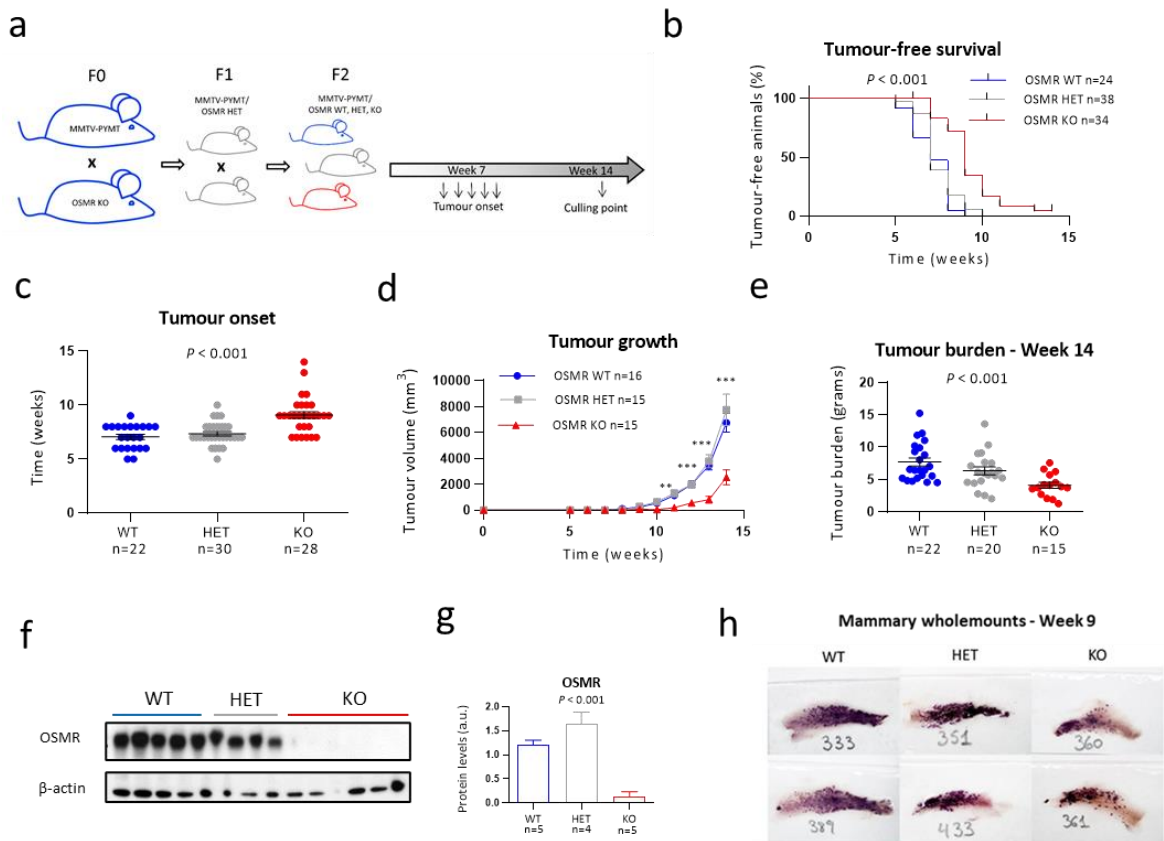 a
F0
F1
F2
MMTV-PYMT/
OSMR HET
MMTV-PYMT/
OSMR WT, HET, KO
MMTV-PYMT
x
x
OSMR KO
Week 7
Week 14
Tumour onset
Culling point
b
Tumour-free survival
P < 0.001
OSMR WT n=24
OSMR HET n=38
OSMR KO n=34
Tumour-free animals (%)
100
50
0
0
5
10
15
Time (weeks)
c
Tumour onset
P < 0.001
Time (weeks)
15
10
5
0
WT
n=22
HET
n=30
KO
n=28
d
Tumour growth
OSMR WT n=16
OSMR HET n=15
OSMR KO n=15
Tumour volume (mm3)
10000
8000
6000
4000
2000
0
**
***
***
***
0
5
10
15
Time (weeks)
e
Tumour burden - Week 14
P < 0.001
Tumour burden (grams)
20
15
10
5
0
WT
n=22
HET
n=20
KO
n=15
f
WT
HET
KO
OSMR
β-actin
g
OSMR
P < 0.001
Protein levels (a.u.)
2.0
1.5
1.0
0.5
0.0
WT
n=5
HET
n=4
KO
n=5
h
Mammary wholemounts - Week 9
WT
HET
KO
333
351
360
389
433
361